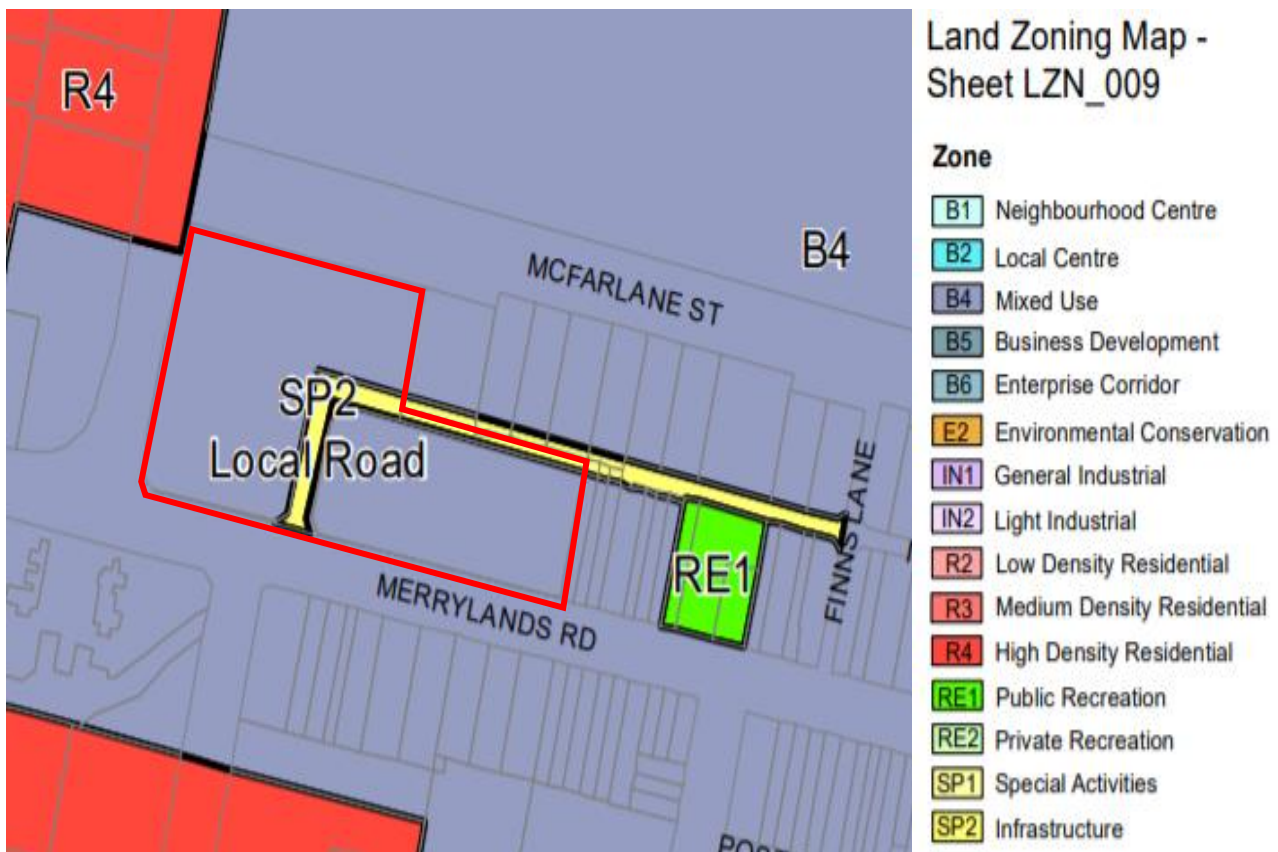 R4
B4
MCFARLANE ST
SP2
Local Road
FINNS LANE
RE1
MERRYLANDS RD
Land Zoning Map -
Sheet LZN_009
Zone
B1 Neighbourhood Centre
B2 Local Centre
B4 Mixed Use
B5 Business Development
B6 Enterprise Corridor
E2 Environmental Conservation
IN1 General Industrial
IN2 Light Industrial
R2 Low Density Residential
R3 Medium Density Residential
R4 High Density Residential
RE1 Public Recreation
RE2 Private Recreation
SP1 Special Activities
SP2 Infrastructure